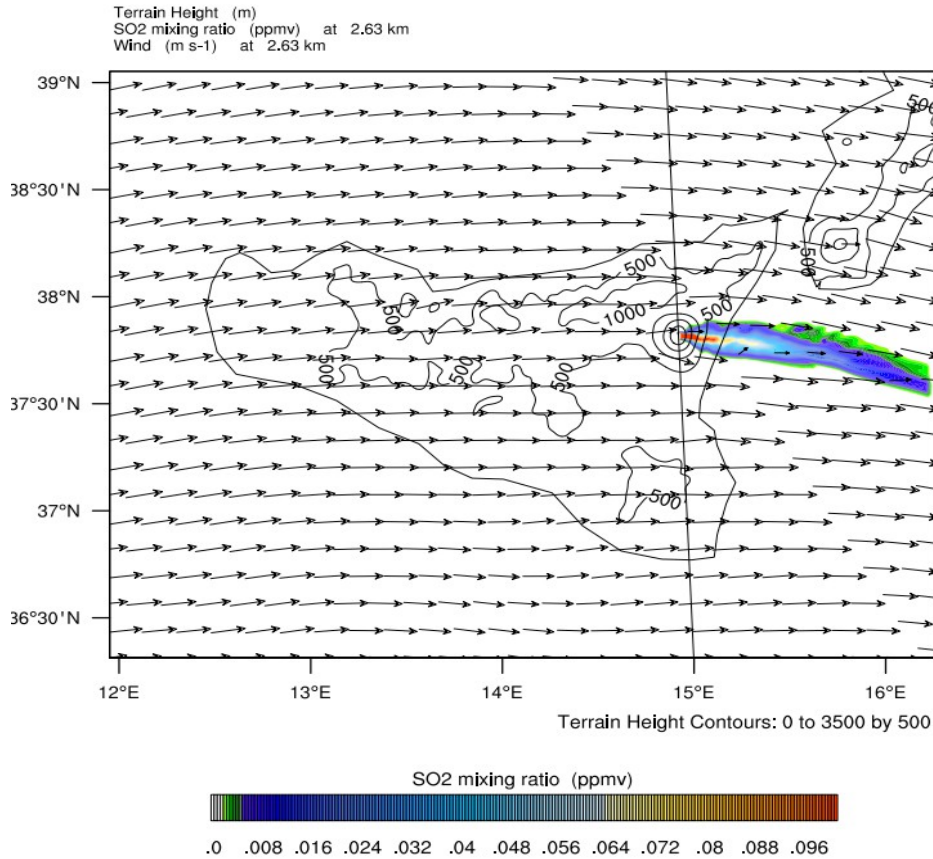 Terrain Height (m)
SO2 mixing ratio (ppmv) at 2.63 km
Wind (m s-1) at 2.63 km
39°N
500
38°30'N
500
500
38°N
500
1000
500
500
500
500
37°30'N
500
37°N
36°30'N
12°E 13°E 14°E 15°E 16°E
Terrain Height Contours: 0 to 3500 by 500
SO2 mixing ratio (ppmv)
.0 .008 .016 .024 .032 .04 .048 .056 .064 .072 .08 .088 .096